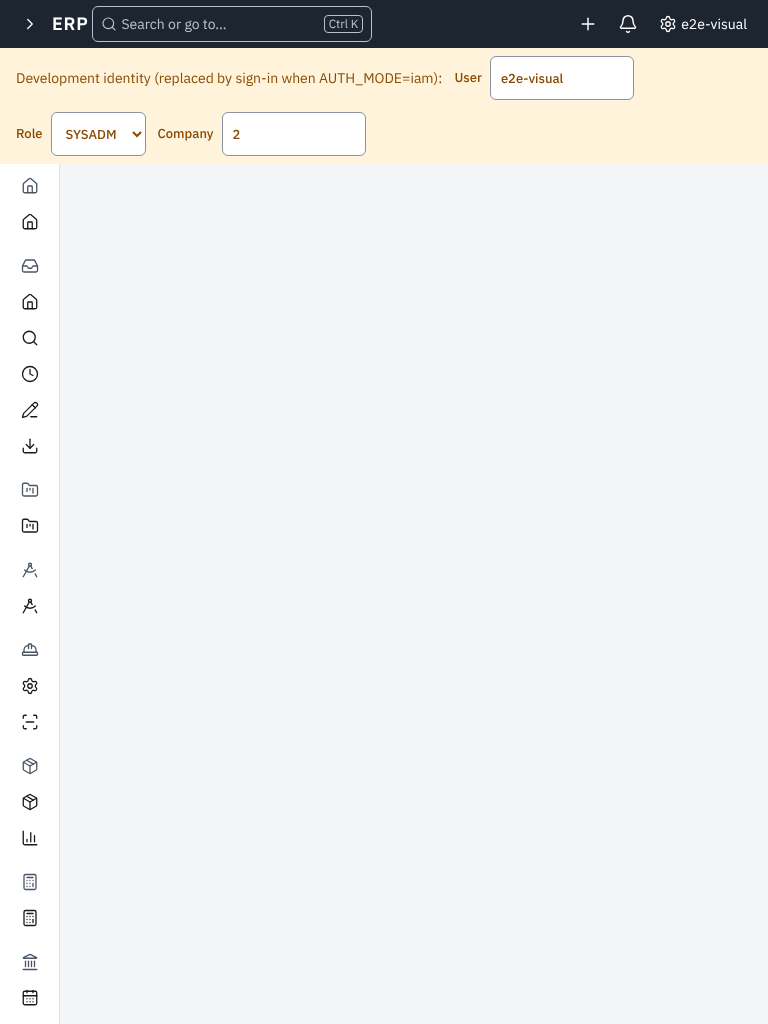 ERP Search or go to... Ctrl K e2e-visual
Development identity (replaced by sign-in when AUTH_MODE=iam): User e2e-visual
Role SYSADM Company 2